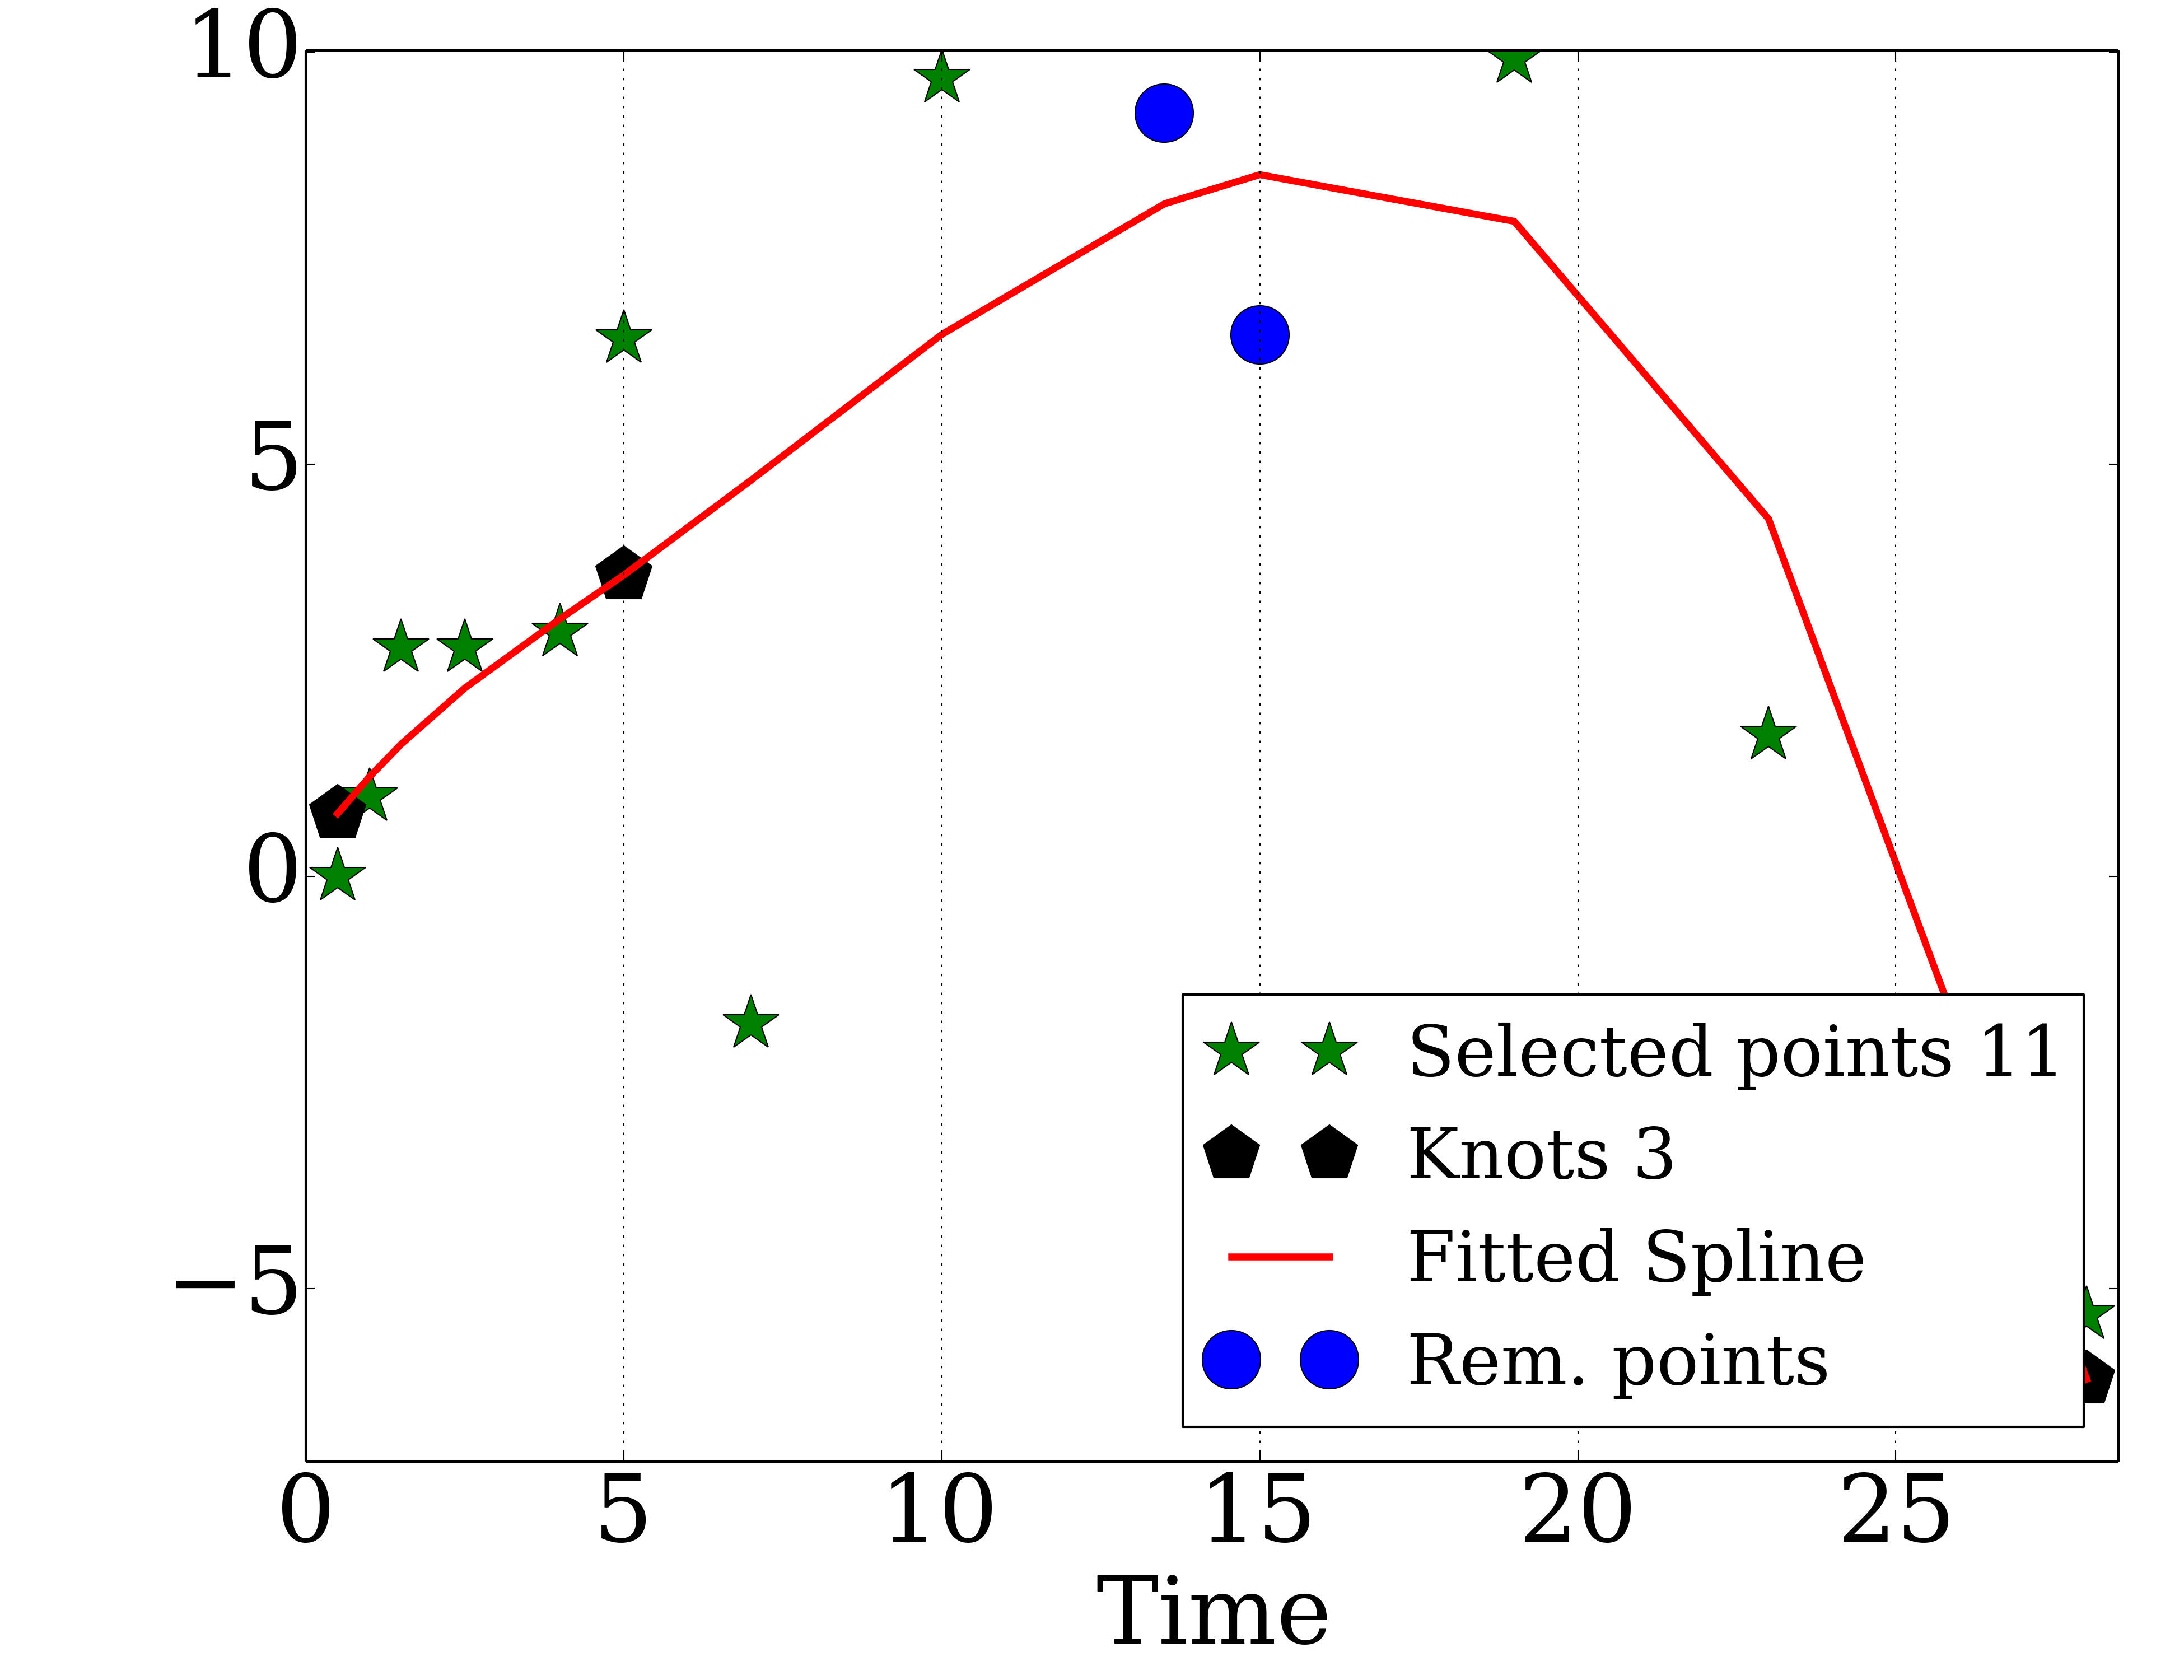 10
5
0
−5
Selected points 11
Knots 3
Fitted Spline
Rem. points
0 5 10 15 20 25
Time